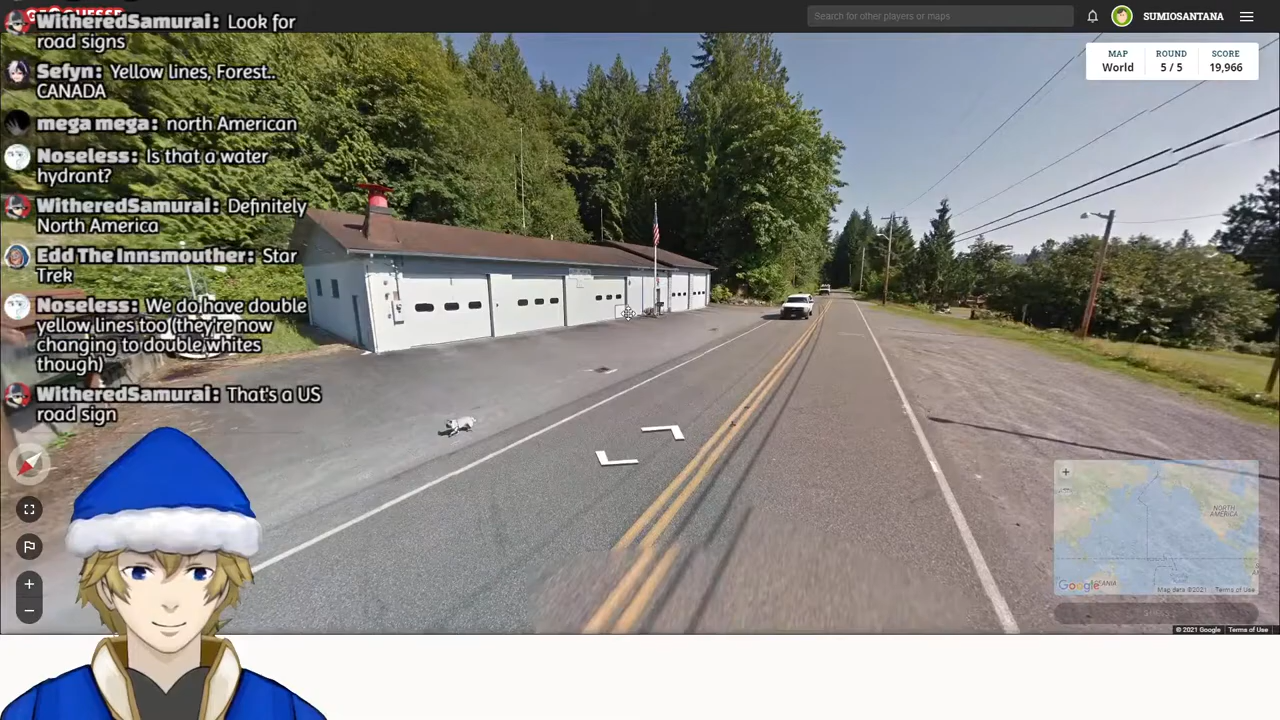 WitheredSamurai: Look for
road signs
Sefyn: Yellow lines, Forest..
CANADA
mega mega: north American
Noseless: Is that a water
hydrant?
WitheredSamurai: Definitely
North America
Edd The Innsmouther: Star
Trek
Noseless: We do have double
yellow lines too (they're now
changing to double whites
though)
WitheredSamurai: That's a US
road sign
Search for other players or maps
SUMIOSANTANA
MAP ROUND SCORE
World 5 / 5 19,966
NORTH
AMERICA
Google
Map data ©2021 Terms of Use
© 2021 Google Terms of Use